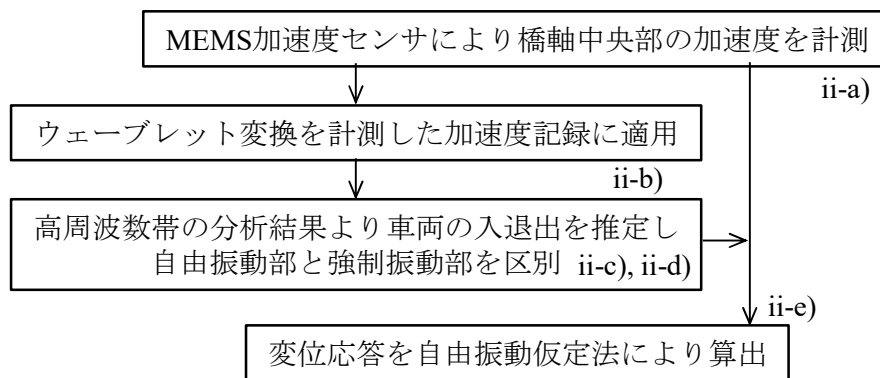 MEMS加速度センサにより橋軸中央部の加速度を計測
ii-a)
ウェーブレット変換を計測した加速度記録に適用
ii-b)
高周波数帯の分析結果より車両の入退出を推定し
自由振動部と強制振動部を区別 ii-c), ii-d)
ii-e)
変位応答を自由振動仮定法により算出